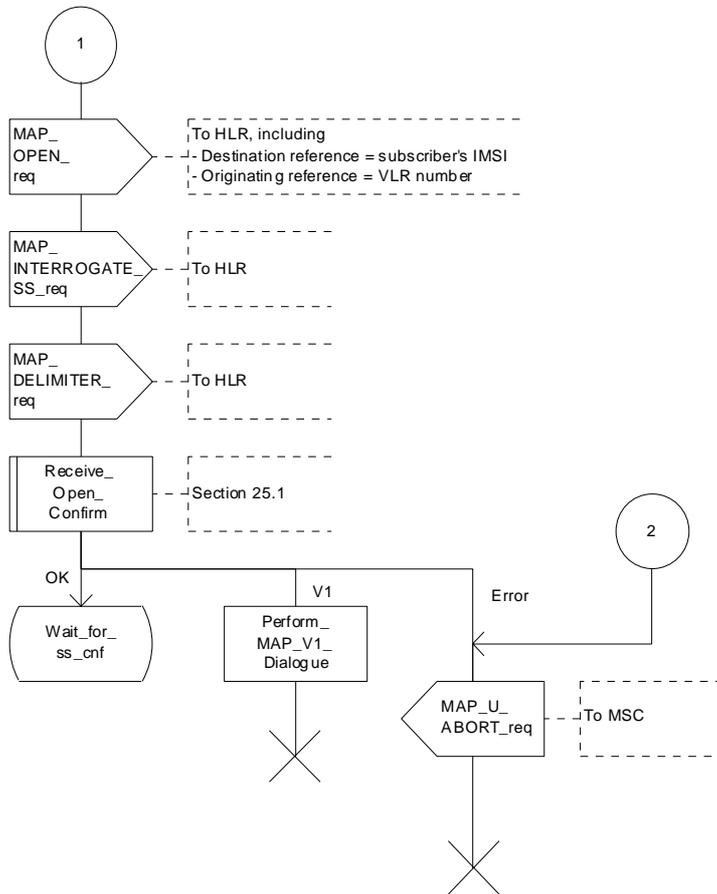 1
MAP_
OPEN_
req
To HLR, including
- Destination reference = subscriber's IMSI
- Originating reference = VLR number
MAP_
INTERROGATE_
SS_req
To HLR
MAP_
DELIMITER_
req
To HLR
Receive_
Open_
Confirm
Section 25.1
2
OK
V1
Error
Wait_for_
ss_cnf
Perform_
MAP_V1_
Dialogue
MAP_U_
ABORT_req
To MSC